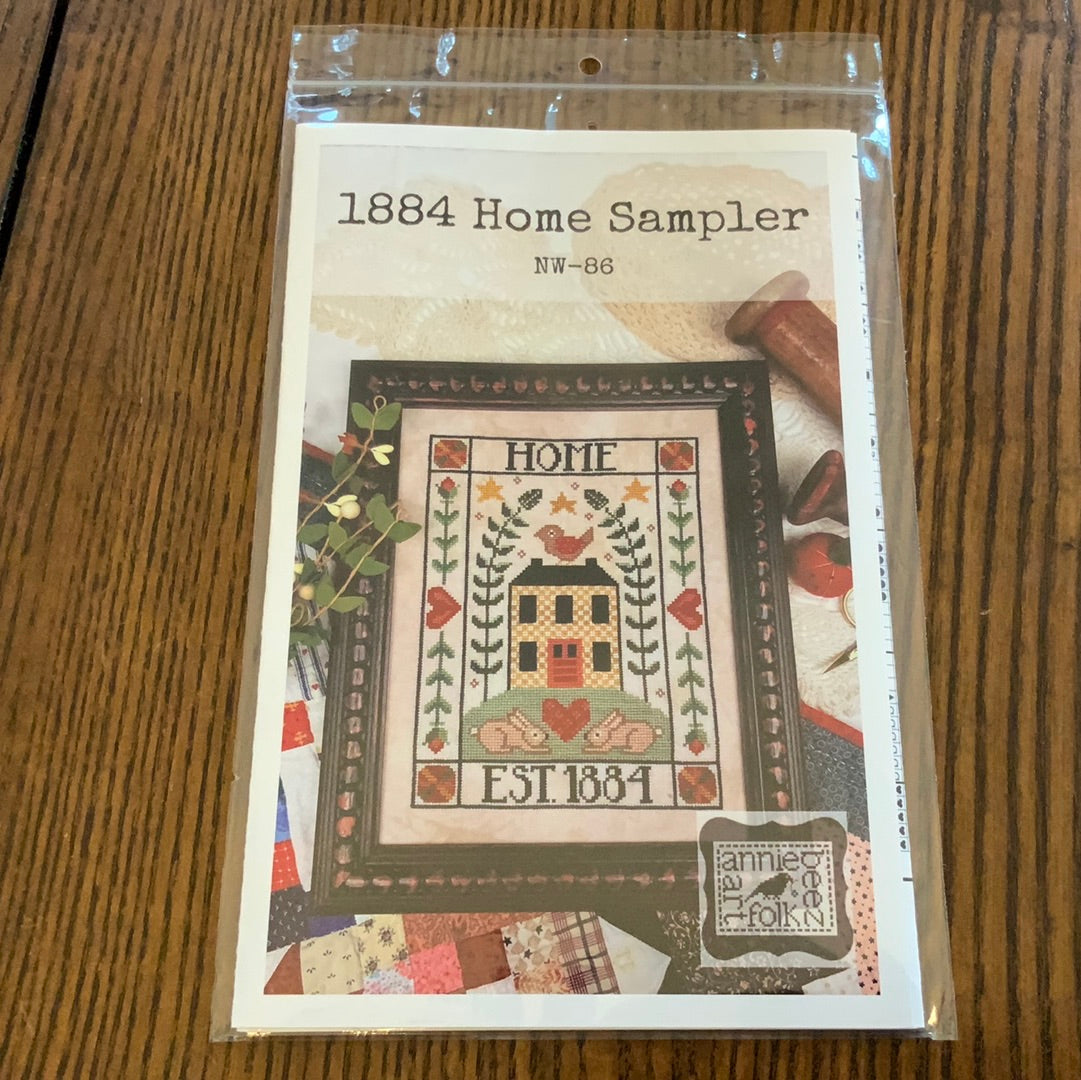 1884 Home Sampler
NW-86
HOME
EST. 1884
annie beez
folk art